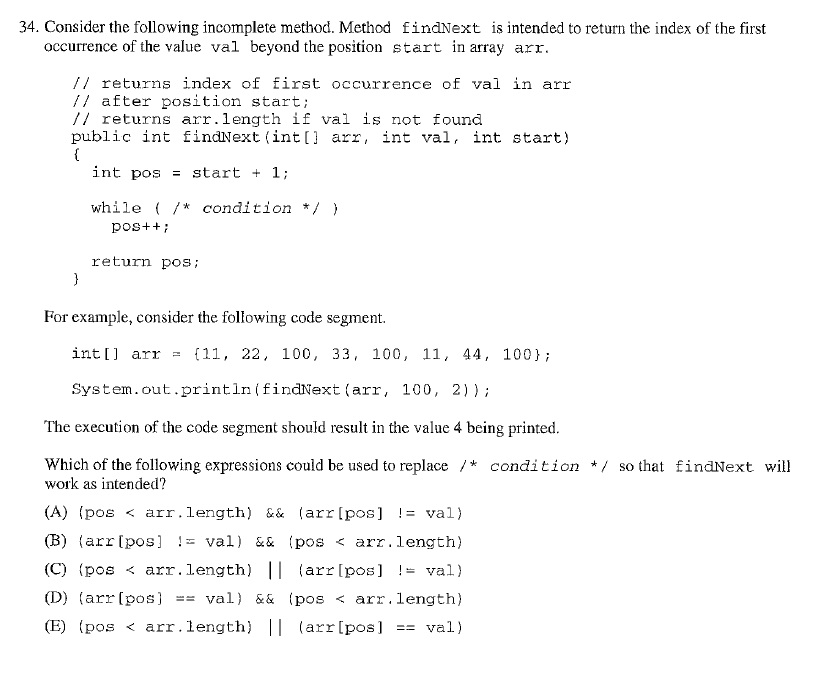 34. Consider the following incomplete method. Method findNext is intended to return the index of the first
occurrence of the value val beyond the position start in array arr.
// returns index of first occurrence of val in arr
// after position start;
// returns arr.length if val is not found
public int findNext(int[] arr, int val, int start)
{
int pos = start + 1;
while ( /* condition */ )
pos++;
return pos;
}
For example, consider the following code segment.
int[] arr = {11, 22, 100, 33, 100, 11, 44, 100};
System.out.println(findNext(arr, 100, 2));
The execution of the code segment should result in the value 4 being printed.
Which of the following expressions could be used to replace /* condition */ so that findNext will
work as intended?
(A) (pos < arr.length) && (arr[pos] != val)
(B) (arr[pos] != val) && (pos < arr.length)
(C) (pos < arr.length) || (arr[pos] != val)
(D) (arr[pos] == val) && (pos < arr.length)
(E) (pos < arr.length) || (arr[pos] == val)